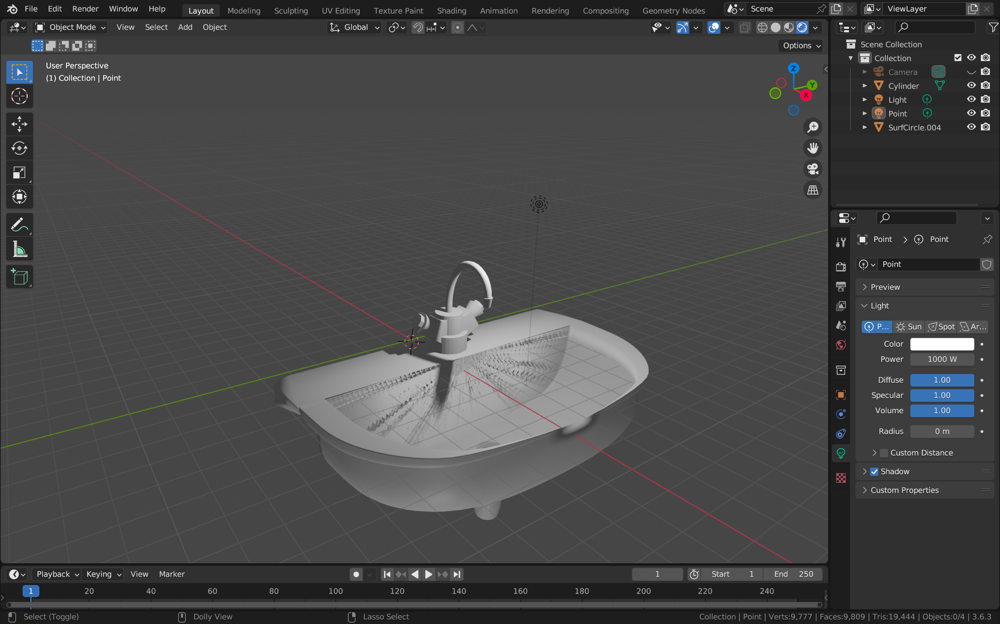 File Edit Render Window Help Layout Modeling Sculpting UV Editing Texture Paint Shading Animation Rendering Compositing Geometry Nodes Scene ViewLayer
Object Mode View Select Add Object Global
Options
User Perspective
(1) Collection | Point
Z
Y
X
Scene Collection
Collection
Camera
Cylinder
Light
Point
SurfCircle.004
Point Point
Point
Preview
Light
P... Sun Spot Ar...
Color
Power 1000 W
Diffuse 1.00
Specular 1.00
Volume 1.00
Radius 0 m
Custom Distance
Shadow
Custom Properties
Playback Keying View Marker 1 Start 1 End 250
1 20 40 60 80 100 120 140 160 180 200 220 240
Select (Toggle) Dolly View Lasso Select Collection | Point | Verts:9,777 | Faces:9,809 | Tris:19,444 | Objects:0/4 | 3.6.3